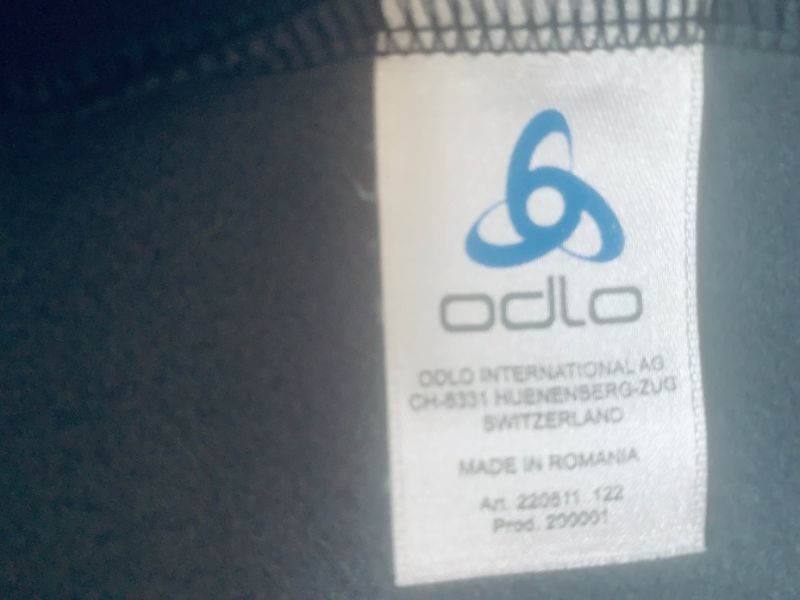 odlo
ODLO INTERNATIONAL AG
CH-6331 HUENENBERG-ZUG
SWITZERLAND
MADE IN ROMANIA
Art. 220611 122
Prod. 200001